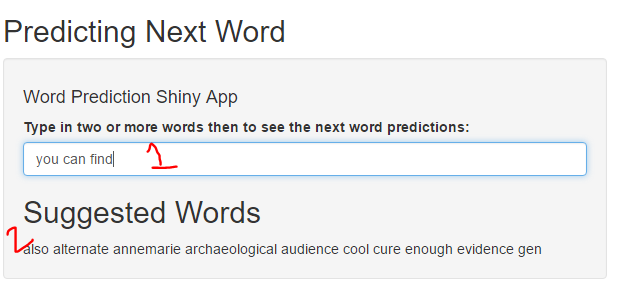 Predicting Next Word
Word Prediction Shiny App
Type in two or more words then to see the next word predictions:
you can find
1
Suggested Words
2
also alternate annemarie archaeological audience cool cure enough evidence gen